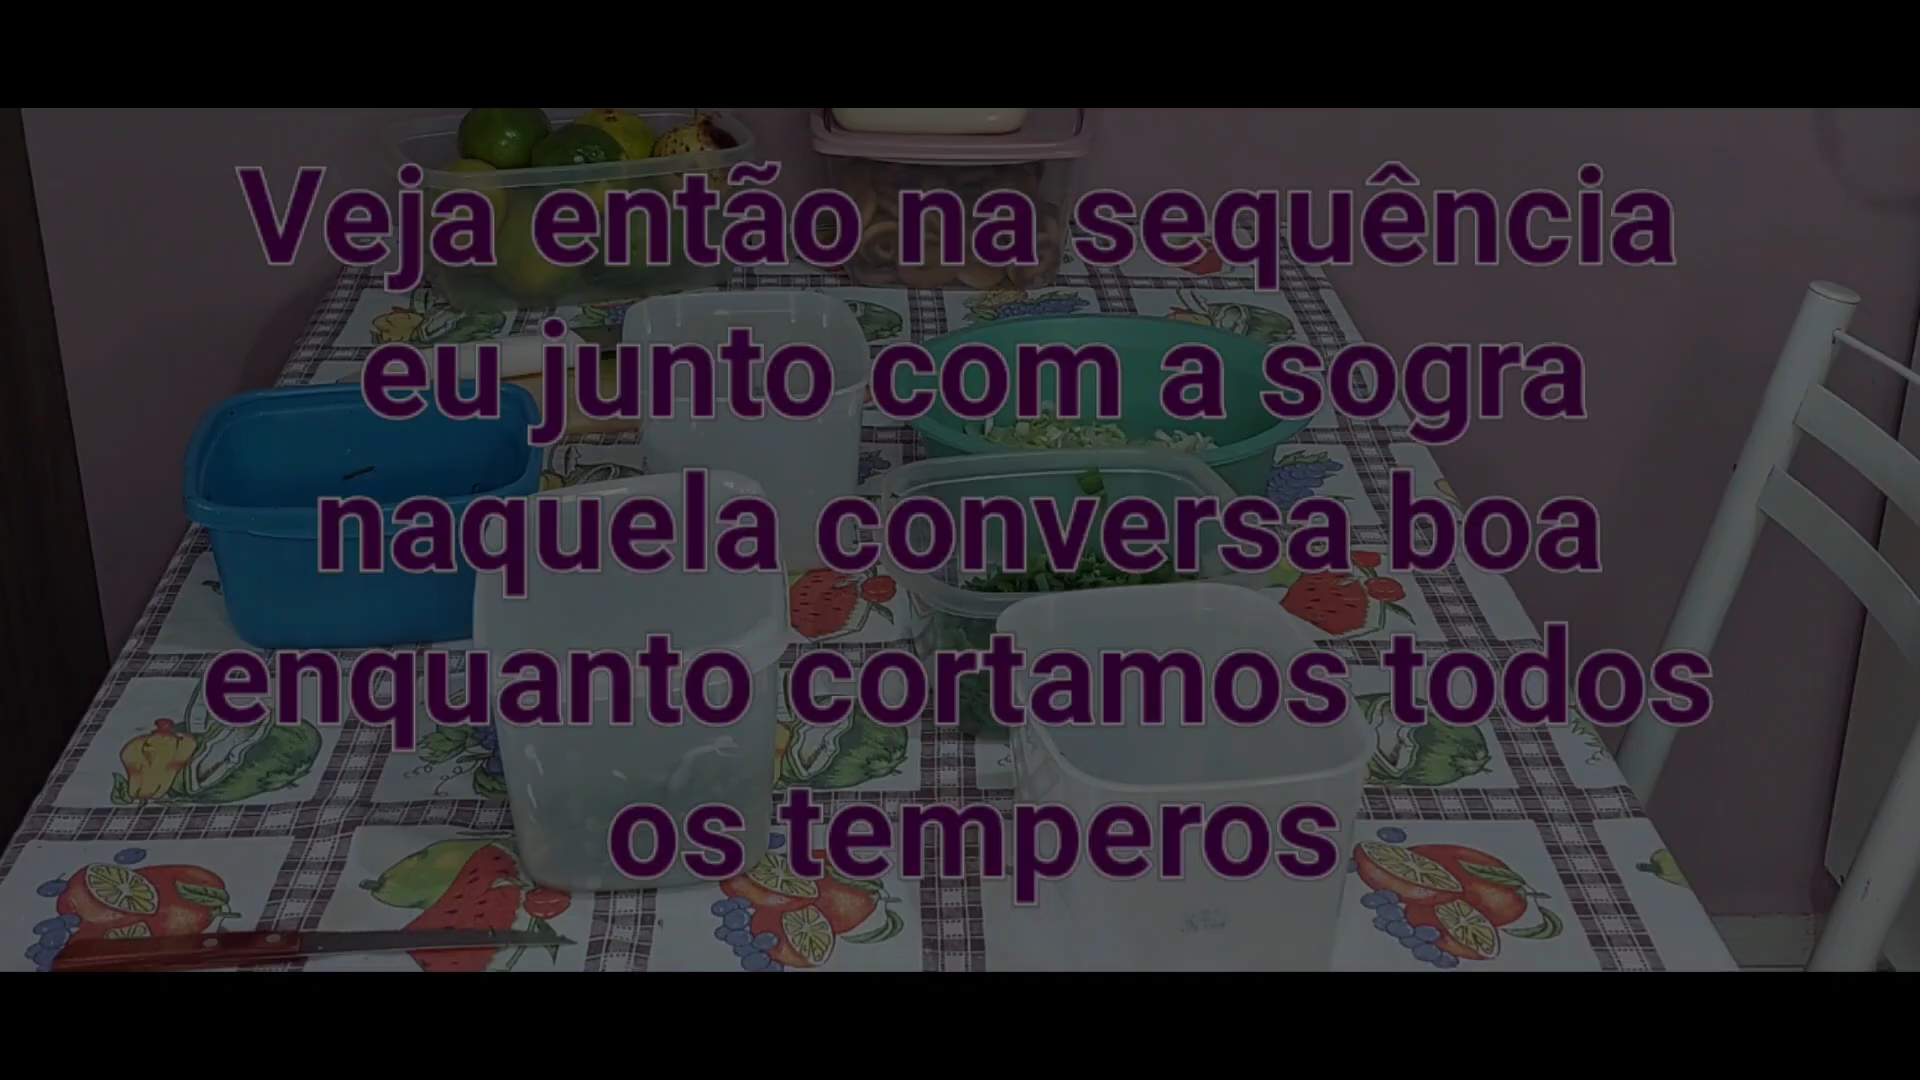 Veja então na sequência
eu junto com a sogra
naquela conversa boa
enquanto cortamos todos
os temperos